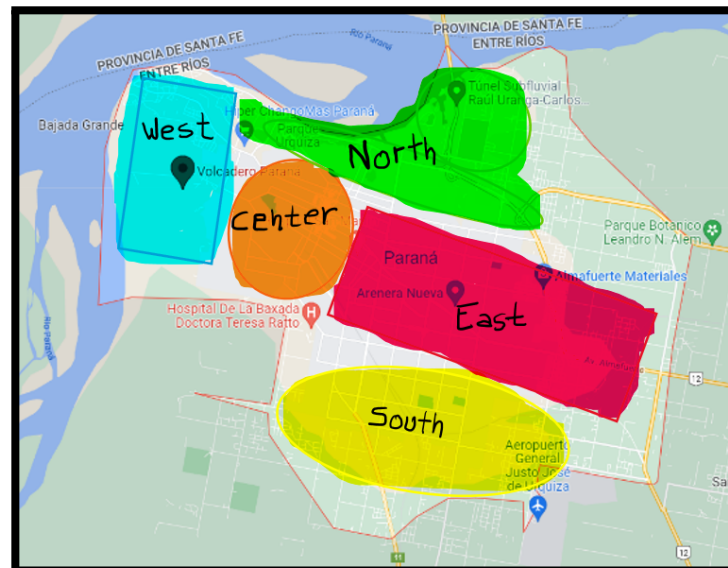 Río Paraná
PROVINCIA DE SANTA FE
ENTRE RÍOS
PROVINCIA DE SANTA FE
ENTRE RÍOS
Tunel Subfluvial
Raul Uranga-Carlos...
Hiper ChangoMas Paraná
Bajada Grande
West
Parque
Urquiza
North
Volcadero Paraná
Center
Parque Botánico
Leandro N. Alem
Paraná
Almafuerte Materiales
Arenera Nueva
Hospital De La Baxada
Doctora Teresa Ratto
East
Río Paraná
Av. Almafuerte
12
South
Aeropuerto
General
Justo José
de Urquiza
Sa
12
11